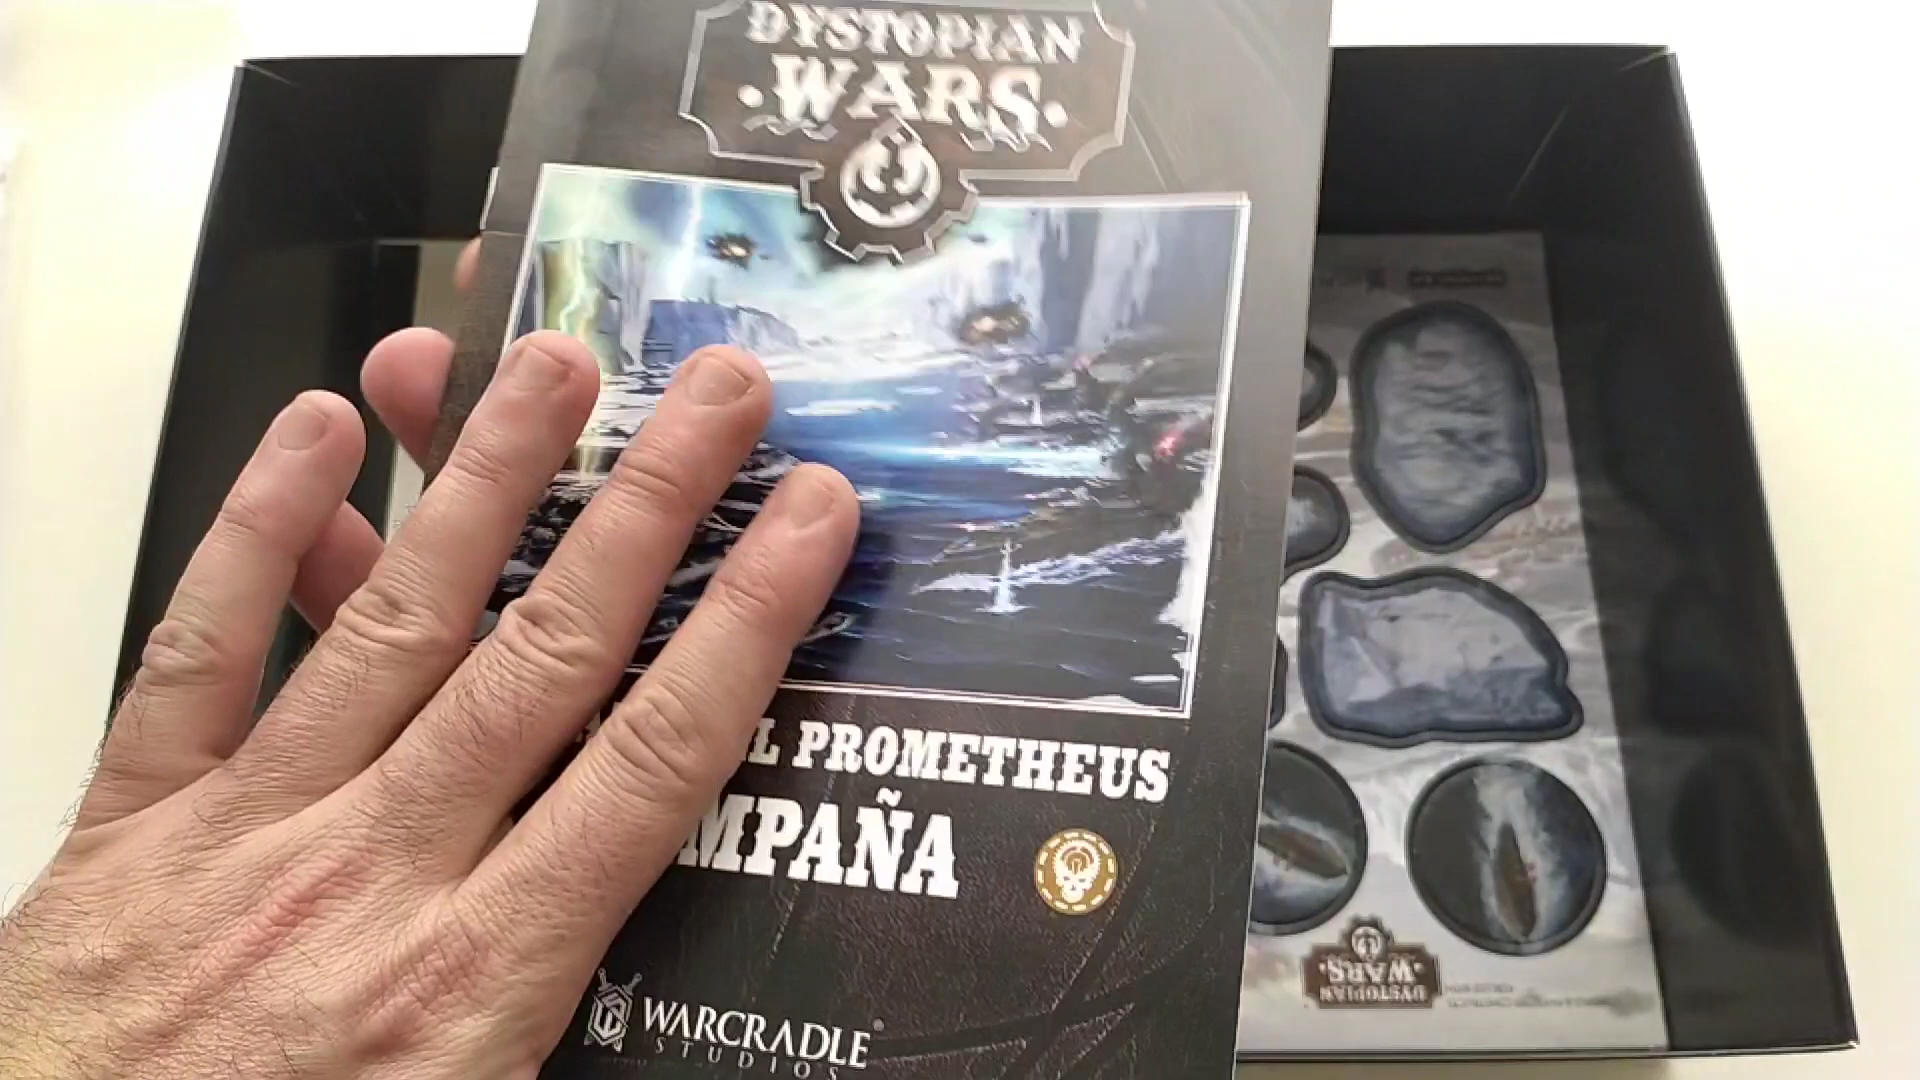 DYSTOPIAN
WARS
L PROMETHEUS
MPAÑA
WARCRADLE
STUDIOS
DYSTOPIAN
WARS